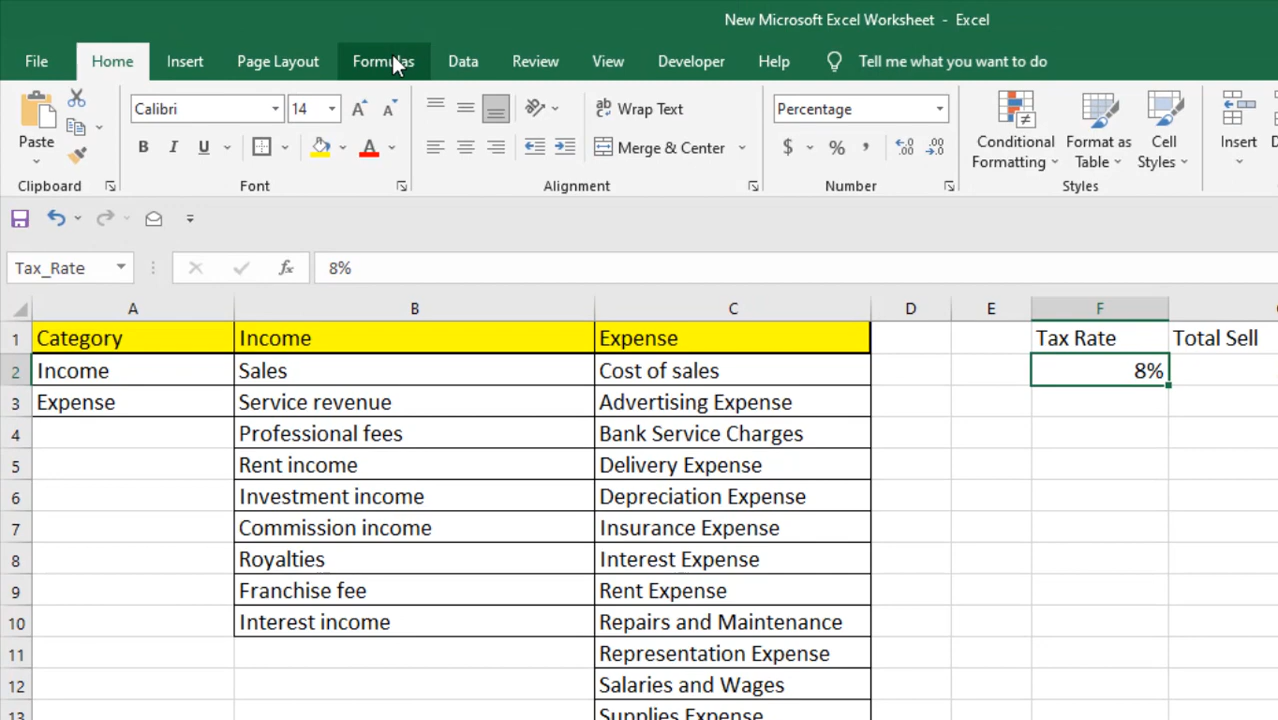 New Microsoft Excel Worksheet - Excel
File Home Insert Page Layout Formulas Data Review View Developer Help Tell me what you want to do
Calibri 14 Wrap Text Percentage
Paste B I U A Merge & Center $ % , Conditional Formatting Format as Table Cell Styles Insert
Clipboard Font Alignment Number Styles
Tax_Rate fx 8%
A B C D E F
1 Category Income Expense Tax Rate Total Sell
2 Income Sales Cost of sales 8%
3 Expense Service revenue Advertising Expense
4 Professional fees Bank Service Charges
5 Rent income Delivery Expense
6 Investment income Depreciation Expense
7 Commission income Insurance Expense
8 Royalties Interest Expense
9 Franchise fee Rent Expense
10 Interest income Repairs and Maintenance
11 Representation Expense
12 Salaries and Wages
13 Supplies Expense